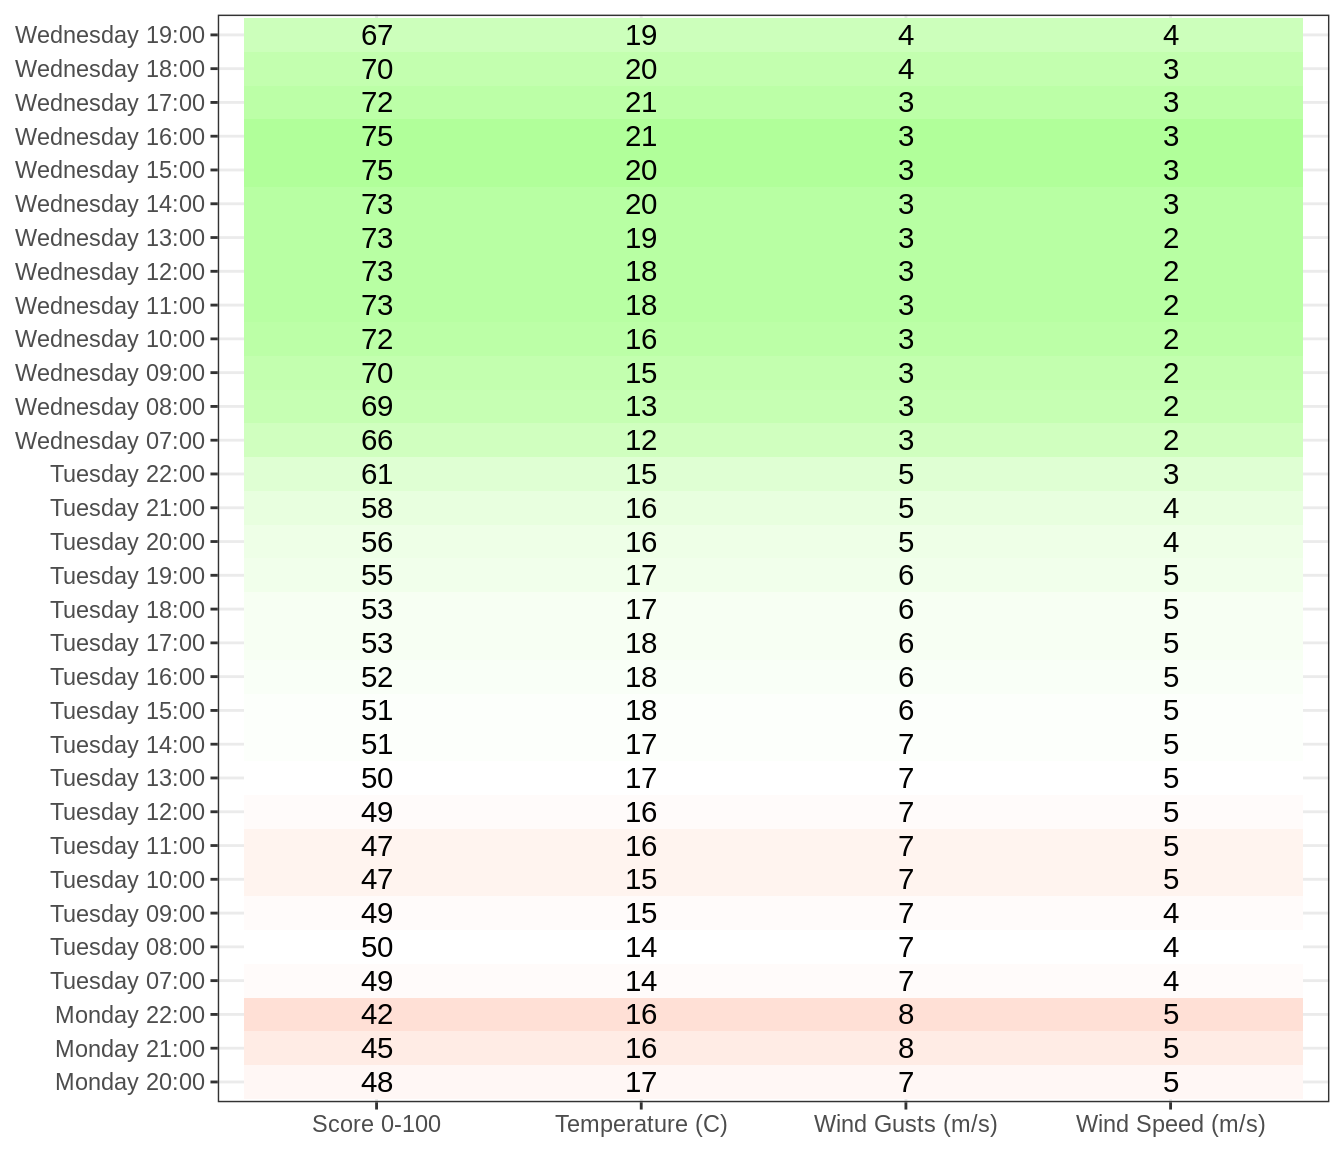 Wednesday 19:00 67 19 4 4
Wednesday 18:00 70 20 4 3
Wednesday 17:00 72 21 3 3
Wednesday 16:00 75 21 3 3
Wednesday 15:00 75 20 3 3
Wednesday 14:00 73 20 3 3
Wednesday 13:00 73 19 3 2
Wednesday 12:00 73 18 3 2
Wednesday 11:00 73 18 3 2
Wednesday 10:00 72 16 3 2
Wednesday 09:00 70 15 3 2
Wednesday 08:00 69 13 3 2
Wednesday 07:00 66 12 3 2
Tuesday 22:00 61 15 5 3
Tuesday 21:00 58 16 5 4
Tuesday 20:00 56 16 5 4
Tuesday 19:00 55 17 6 5
Tuesday 18:00 53 17 6 5
Tuesday 17:00 53 18 6 5
Tuesday 16:00 52 18 6 5
Tuesday 15:00 51 18 6 5
Tuesday 14:00 51 17 7 5
Tuesday 13:00 50 17 7 5
Tuesday 12:00 49 16 7 5
Tuesday 11:00 47 16 7 5
Tuesday 10:00 47 15 7 5
Tuesday 09:00 49 15 7 4
Tuesday 08:00 50 14 7 4
Tuesday 07:00 49 14 7 4
Monday 22:00 42 16 8 5
Monday 21:00 45 16 8 5
Monday 20:00 48 17 7 5
Score 0-100 Temperature (C) Wind Gusts (m/s) Wind Speed (m/s)